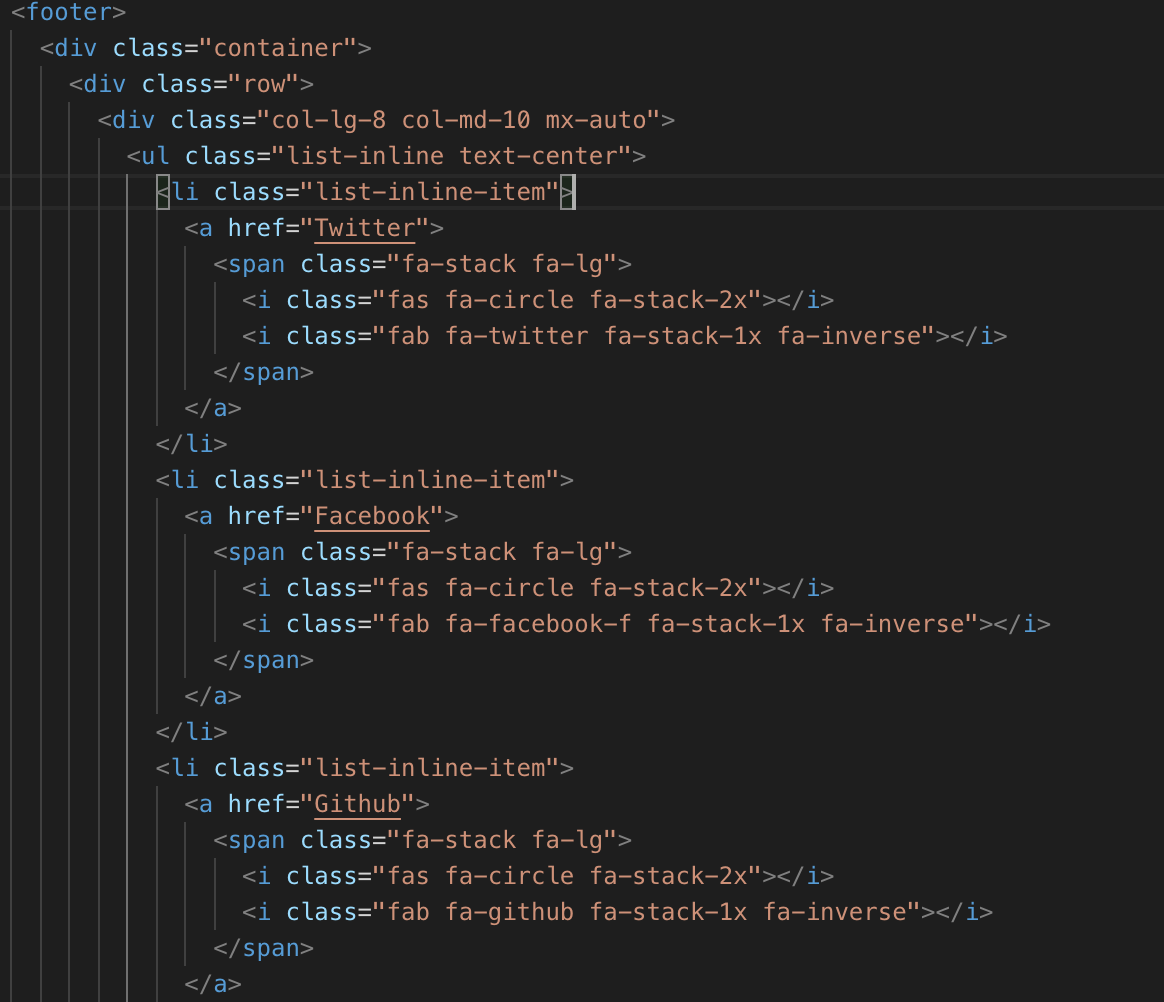 <footer>
<div class="container">
<div class="row">
<div class="col-lg-8 col-md-10 mx-auto">
<ul class="list-inline text-center">
<li class="list-inline-item">
<a href="Twitter">
<span class="fa-stack fa-lg">
<i class="fas fa-circle fa-stack-2x"></i>
<i class="fab fa-twitter fa-stack-1x fa-inverse"></i>
</span>
</a>
</li>
<li class="list-inline-item">
<a href="Facebook">
<span class="fa-stack fa-lg">
<i class="fas fa-circle fa-stack-2x"></i>
<i class="fab fa-facebook-f fa-stack-1x fa-inverse"></i>
</span>
</a>
</li>
<li class="list-inline-item">
<a href="Github">
<span class="fa-stack fa-lg">
<i class="fas fa-circle fa-stack-2x"></i>
<i class="fab fa-github fa-stack-1x fa-inverse"></i>
</span>
</a>